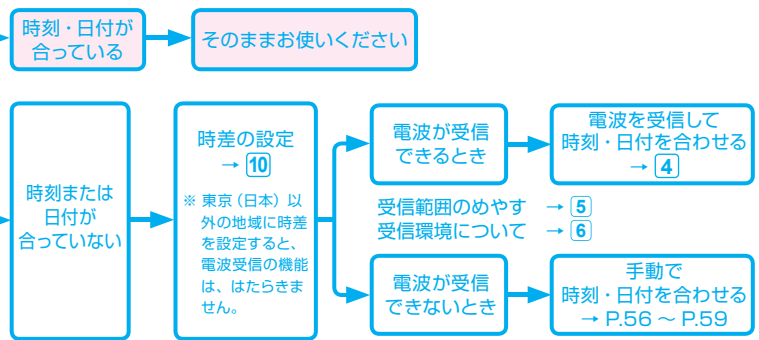 時刻・日付が
合っている
そのままお使いください
時刻または
日付が
合っていない
時差の設定
→ 10
※ 東京（日本）以
外の地域に時差
を設定すると、
電波受信の機能
は、はたらきま
せん。
電波が受信
できるとき
電波を受信して
時刻・日付を合わせる
→ 4
受信範囲のめやす → 5
受信環境について → 6
電波が受信
できないとき
手動で
時刻・日付を合わせる
→ P.56 ～ P.59